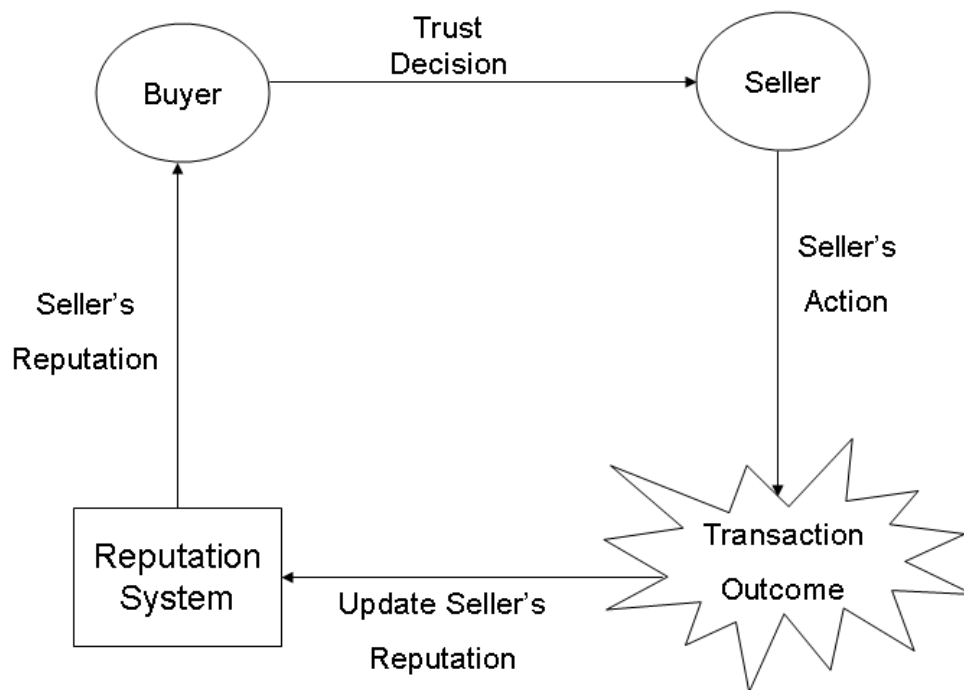 Trust
Decision
Buyer
Seller
Seller's
Action
Seller's
Reputation
Transaction
Outcome
Reputation
System
Update Seller's
Reputation